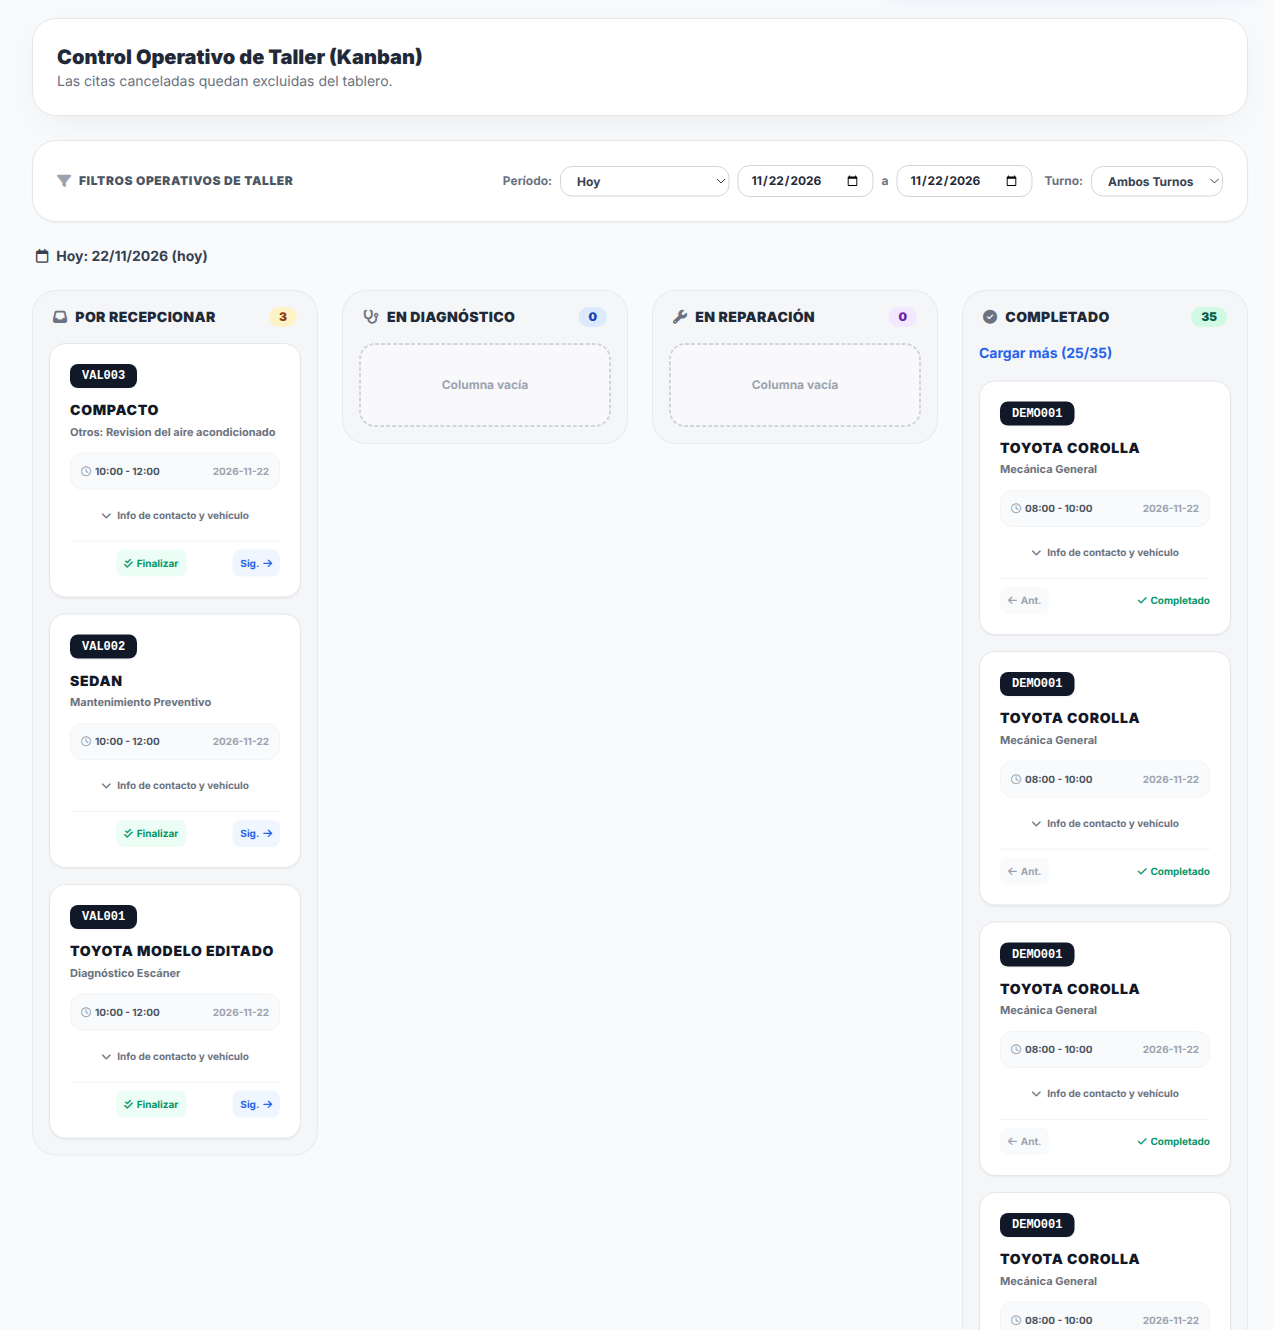 Control Operativo de Taller (Kanban)
Las citas canceladas quedan excluidas del tablero.
FILTROS OPERATIVOS DE TALLER
Período: Hoy 11/22/2026 a 11/22/2026 Turno: Ambos Turnos
Hoy: 22/11/2026 (hoy)
POR RECEPCIONAR 3
VAL003
COMPACTO
Otros: Revision del aire acondicionado
10:00 - 12:00 2026-11-22
Info de contacto y vehículo
Finalizar Sig. →
VAL002
SEDAN
Mantenimiento Preventivo
10:00 - 12:00 2026-11-22
Info de contacto y vehículo
Finalizar Sig. →
VAL001
TOYOTA MODELO EDITADO
Diagnóstico Escáner
10:00 - 12:00 2026-11-22
Info de contacto y vehículo
Finalizar Sig. →
EN DIAGNÓSTICO 0
Columna vacía
EN REPARACIÓN 0
Columna vacía
COMPLETADO 35
Cargar más (25/35)
DEMO001
TOYOTA COROLLA
Mecánica General
08:00 - 10:00 2026-11-22
Info de contacto y vehículo
← Ant. Completado
DEMO001
TOYOTA COROLLA
Mecánica General
08:00 - 10:00 2026-11-22
Info de contacto y vehículo
← Ant. Completado
DEMO001
TOYOTA COROLLA
Mecánica General
08:00 - 10:00 2026-11-22
Info de contacto y vehículo
← Ant. Completado
DEMO001
TOYOTA COROLLA
Mecánica General
08:00 - 10:00 2026-11-22